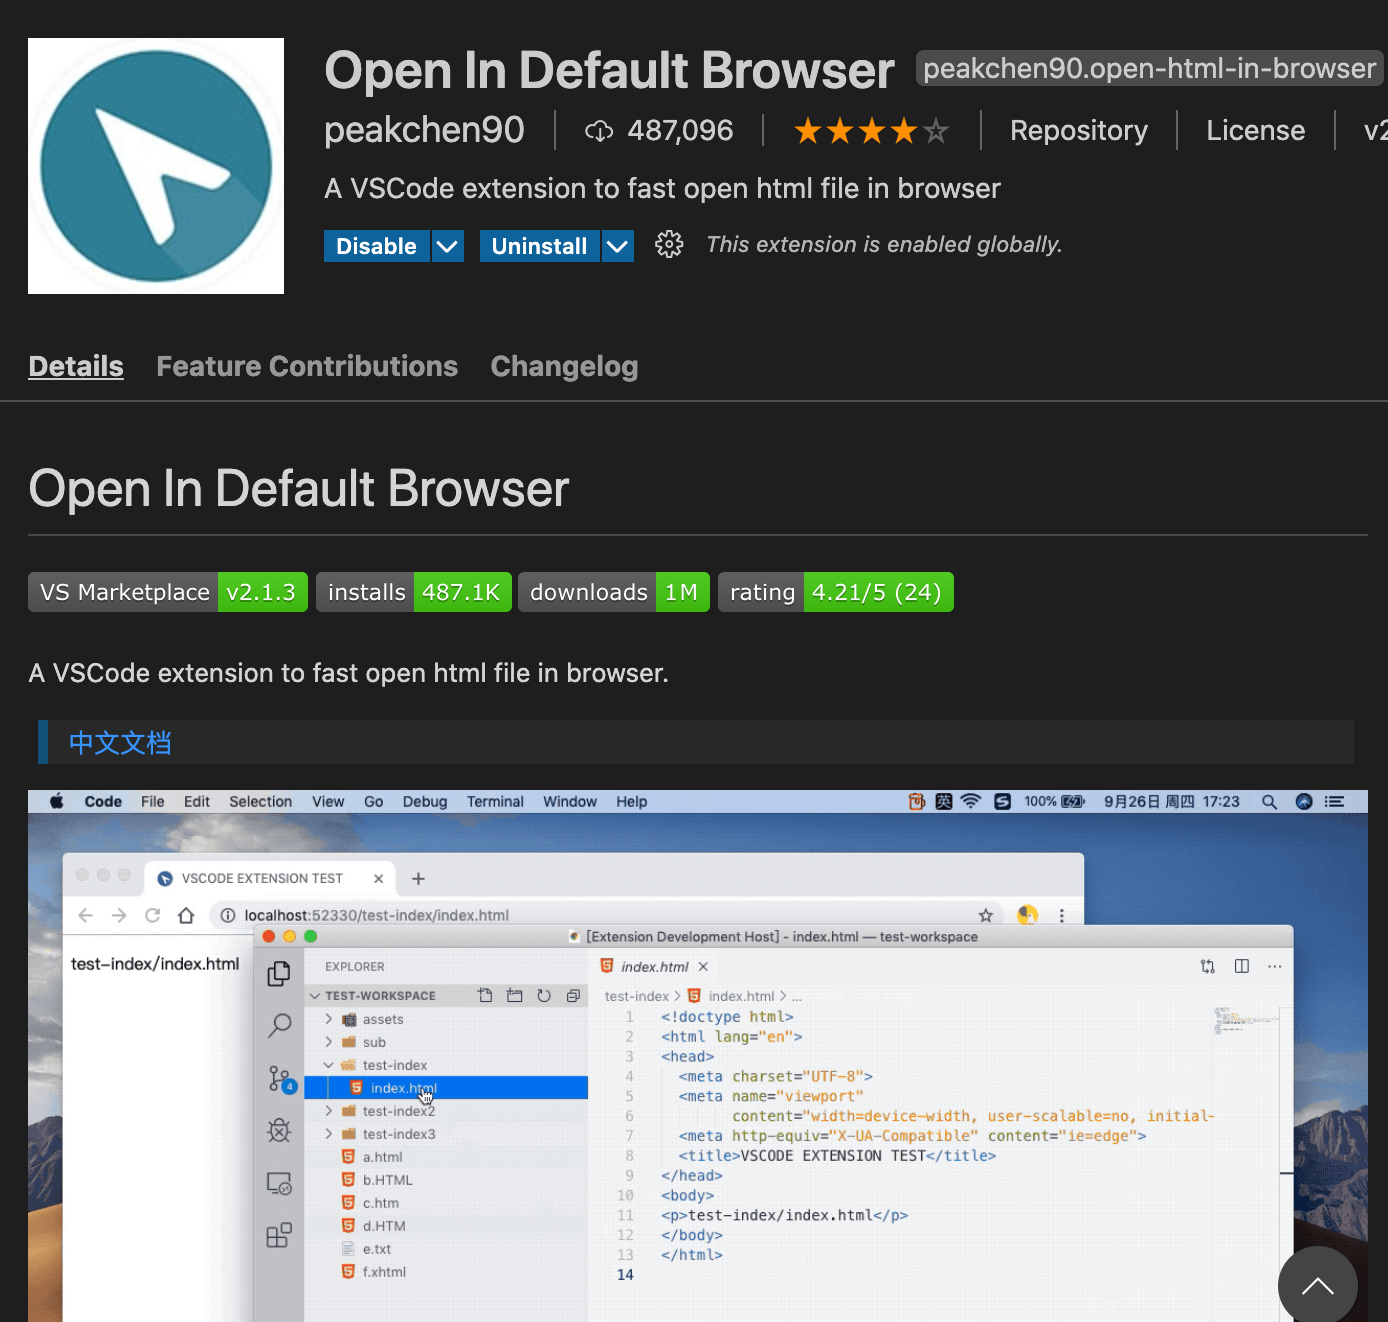 Open In Default Browser peakchen90.open-html-in-browser
peakchen90 487,096 Repository License v2
A VSCode extension to fast open html file in browser
Disable Uninstall This extension is enabled globally.
Details Feature Contributions Changelog
Open In Default Browser
VS Marketplace v2.1.3 installs 487.1K downloads 1M rating 4.21/5 (24)
A VSCode extension to fast open html file in browser.
中文文档
Code File Edit Selection View Go Debug Terminal Window Help 英 100% 9月26日 周四 17:23
VSCODE EXTENSION TEST
localhost:52330/test-index/index.html
[Extension Development Host] - index.html — test-workspace
test-index/index.html
EXPLORER
TEST-WORKSPACE
assets
sub
test-index
index.html
test-index2
test-index3
a.html
b.HTML
c.htm
d.HTM
e.txt
f.xhtml
4
index.html
test-index > index.html > ...
1 <!doctype html>
2 <html lang="en">
3 <head>
4 <meta charset="UTF-8">
5 <meta name="viewport"
6 content="width=device-width, user-scalable=no, initial-
7 <meta http-equiv="X-UA-Compatible" content="ie=edge">
8 <title>VSCODE EXTENSION TEST</title>
9 </head>
10 <body>
11 <p>test-index/index.html</p>
12 </body>
13 </html>
14